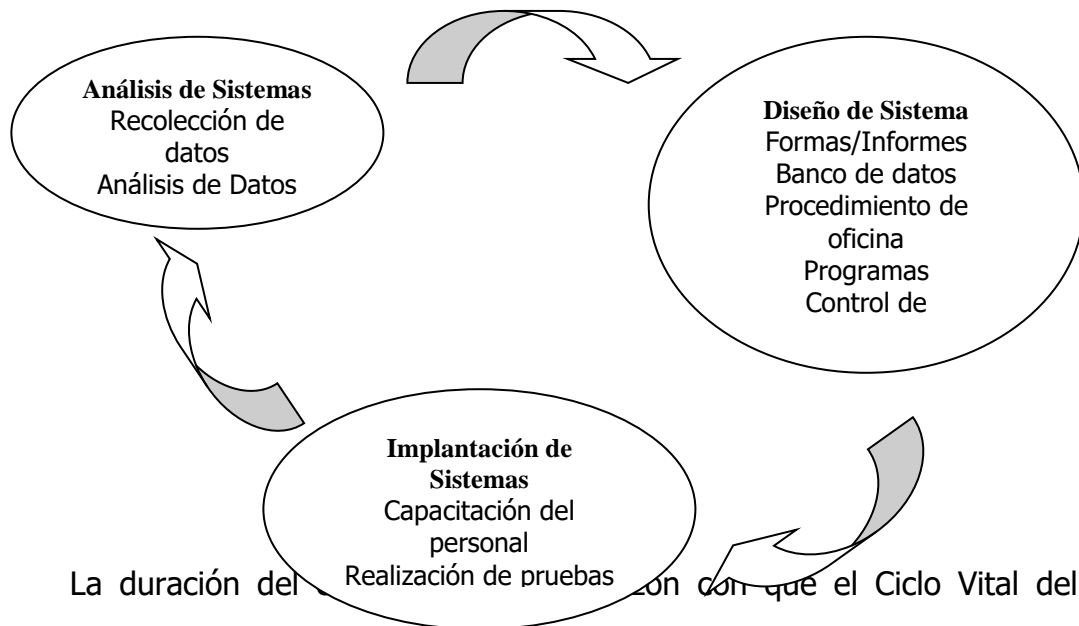 Análisis de Sistemas
Recolección de
datos
Análisis de Datos
Diseño de Sistema
Formas/Informes
Banco de datos
Procedimiento de
oficina
Programas
Control de
Implantación de
Sistemas
Capacitación del
personal
Realización de pruebas
La duración del con que el Ciclo Vital del